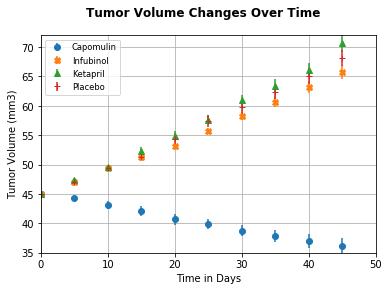 Tumor Volume Changes Over Time
Tumor Volume (mm3)
70
65
60
55
50
45
40
35
Capomulin
Infubinol
Ketapril
Placebo
0
10
20
30
40
50
Time in Days